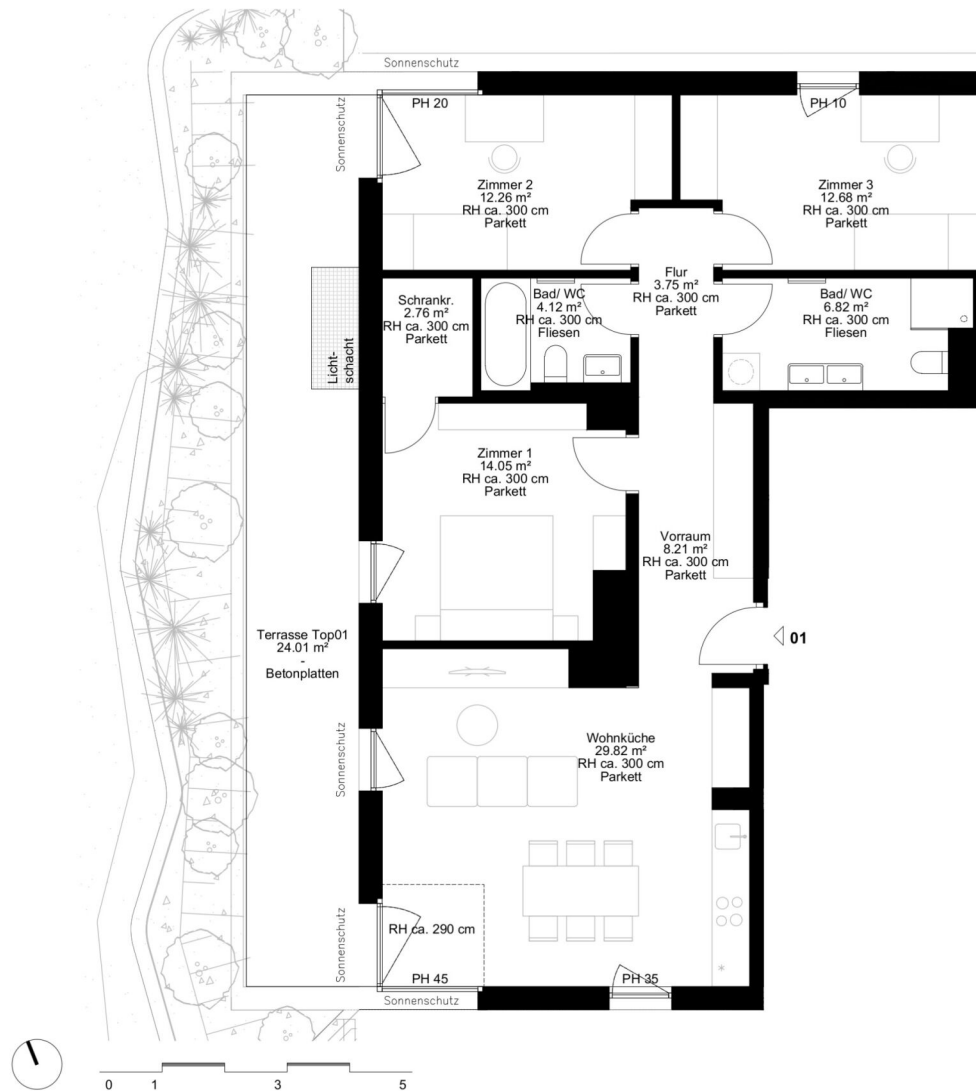 Sonnenschutz
PH 20
PH 10
Sonnenschutz
Zimmer 2
12.26 m²
RH ca. 300 cm
Parkett
Zimmer 3
12.68 m²
RH ca. 300 cm
Parkett
Flur
3.75 m²
RH ca. 300 cm
Parkett
Schrankr.
2.76 m²
RH ca. 300 cm
Parkett
Bad/ WC
4.12 m²
RH ca. 300 cm
Fliesen
Bad/ WC
6.82 m²
RH ca. 300 cm
Fliesen
Licht-
schacht
Zimmer 1
14.05 m²
RH ca. 300 cm
Parkett
Vorraum
8.21 m²
RH ca. 300 cm
Parkett
Terrasse Top01
24.01 m²
-
Betonplatten
01
Wohnküche
29.82 m²
RH ca. 300 cm
Parkett
Sonnenschutz
Sonnenschutz
RH ca. 290 cm
PH 45
PH 35
Sonnenschutz
0 1 3 5